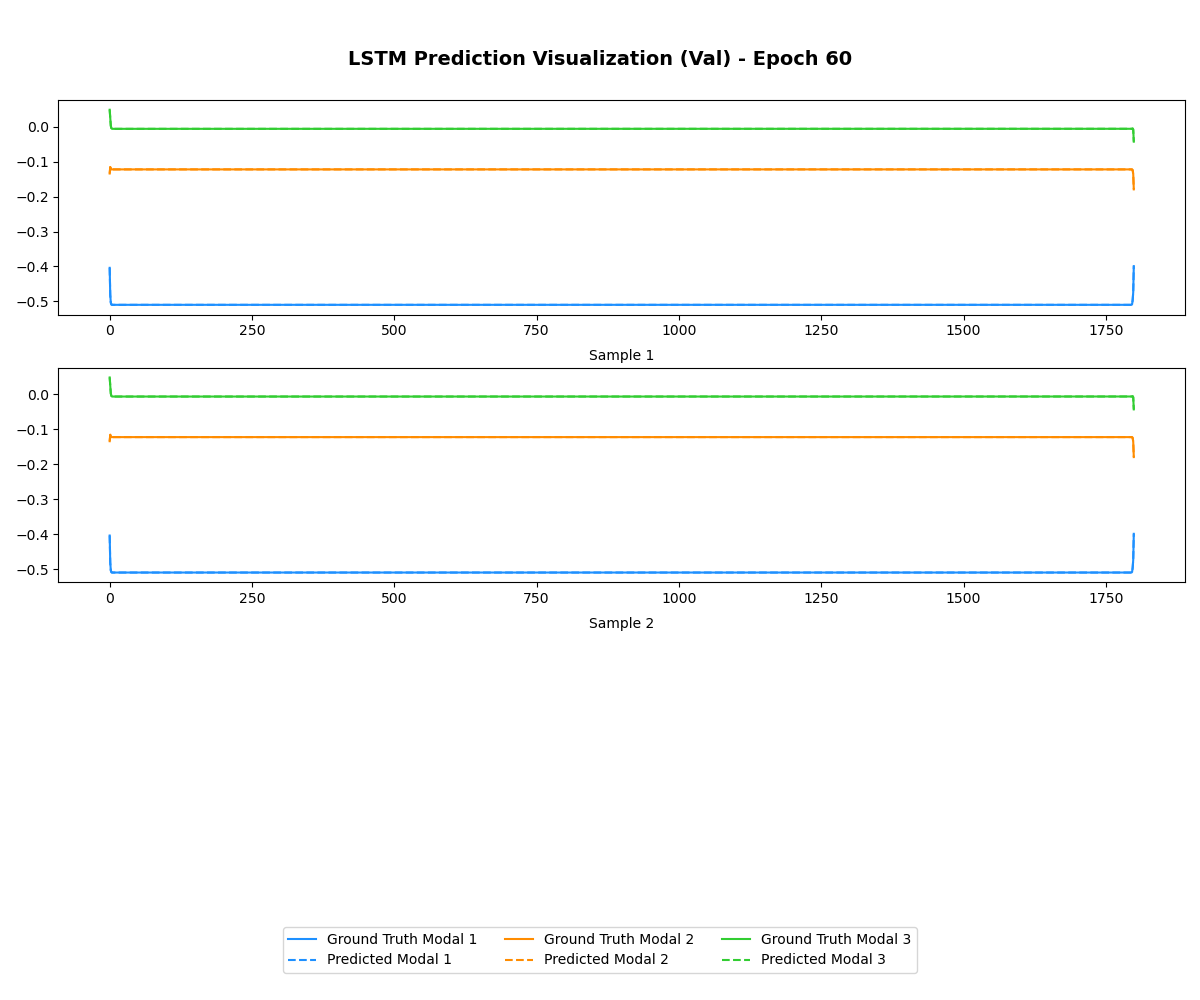 LSTM Prediction Visualization (Val) - Epoch 60
0.0
−0.1
−0.2
−0.3
−0.4
−0.5
0 250 500 750 1000 1250 1500 1750
Sample 1
0.0
−0.1
−0.2
−0.3
−0.4
−0.5
0 250 500 750 1000 1250 1500 1750
Sample 2
Ground Truth Modal 1 Ground Truth Modal 2 Ground Truth Modal 3
Predicted Modal 1 Predicted Modal 2 Predicted Modal 3